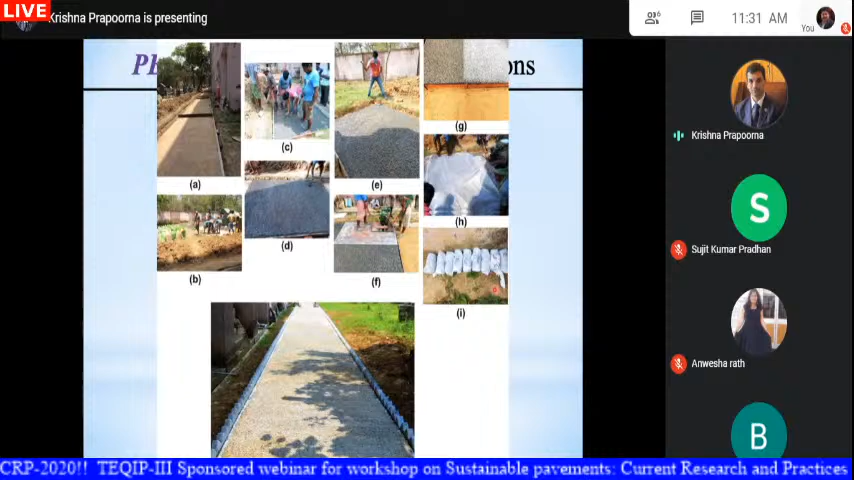 LIVE
Krishna Prapoorna is presenting
6
11:31 AM
You
ons
(a)
(b)
(c)
(d)
(e)
(f)
(g)
(h)
(i)
Krishna Prapoorna
S
Sujit Kumar Pradhan
Anwesha rath
B
CRP-2020!! TEQIP-III Sponsored webinar for workshop on Sustainable pavements: Current Research and Practices